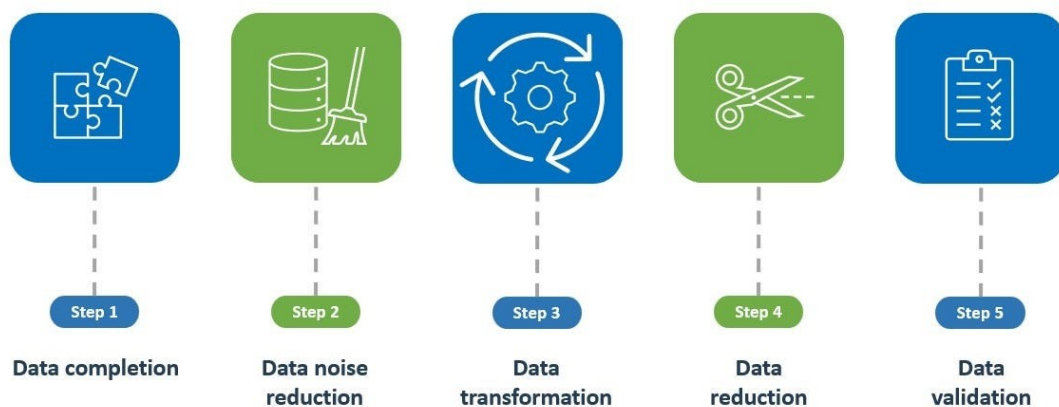 Step 1
Data completion
Step 2
Data noise
reduction
Step 3
Data
transformation
Step 4
Data
reduction
Step 5
Data
validation